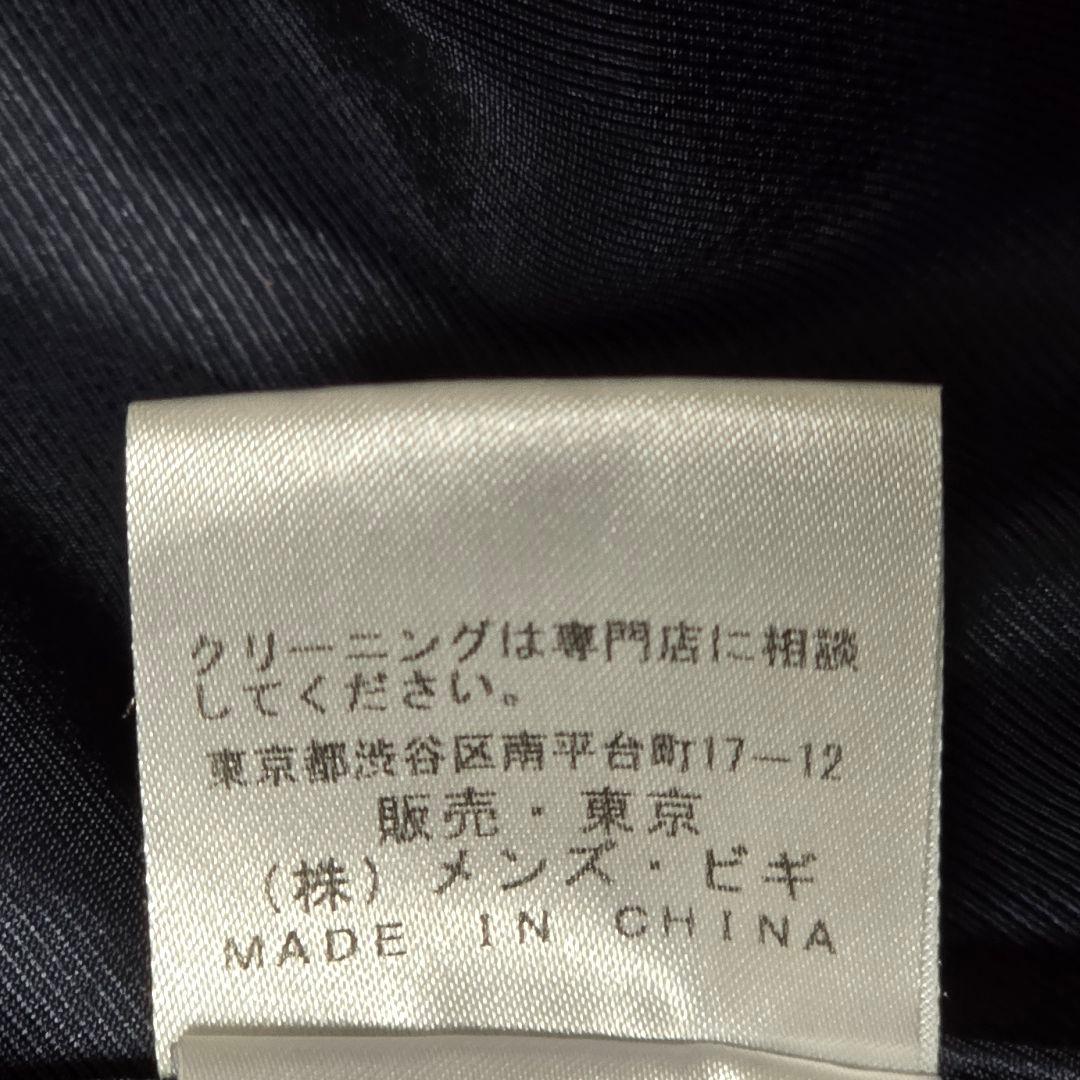 クリーニングは専門店に相談
してください。
東京都渋谷区南平台町17-12
販売・東京
(株)メンズ・ビギ
MADE IN CHINA